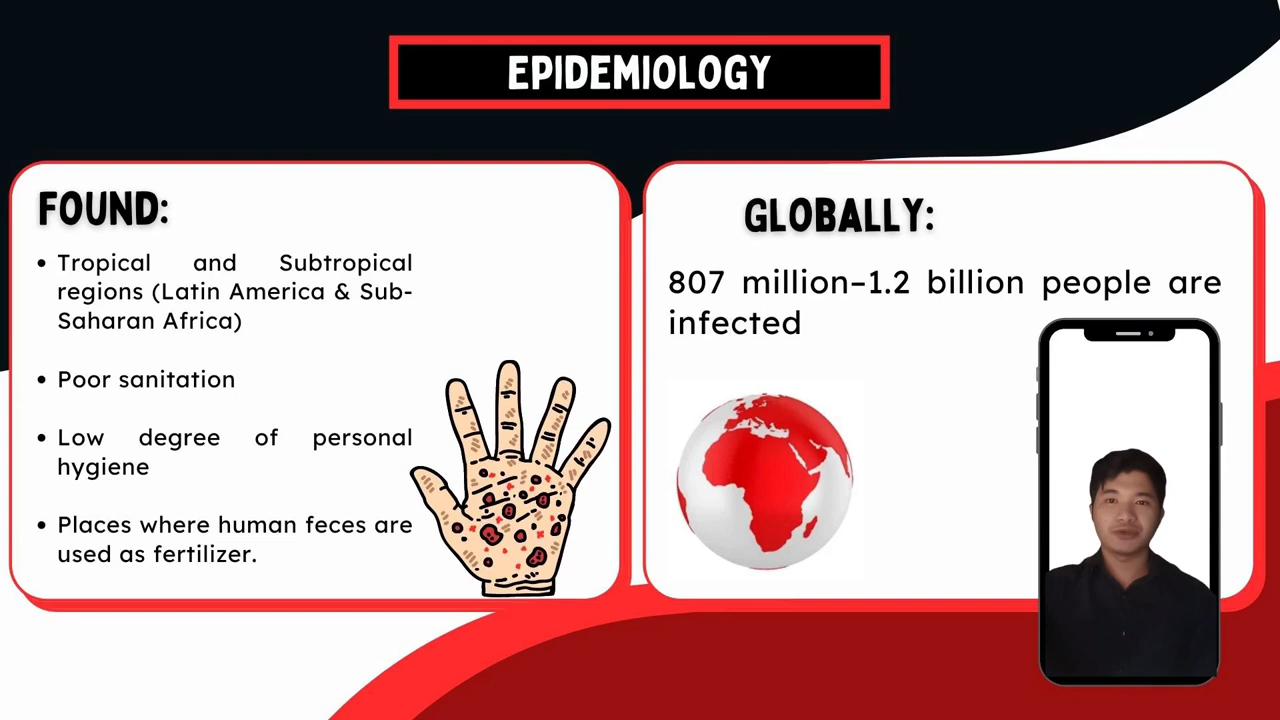 EPIDEMIOLOGY
FOUND:
• Tropical and Subtropical
regions (Latin America & Sub-
Saharan Africa)
• Poor sanitation
• Low degree of personal
hygiene
• Places where human feces are
used as fertilizer.
GLOBALLY:
807 million–1.2 billion people are
infected